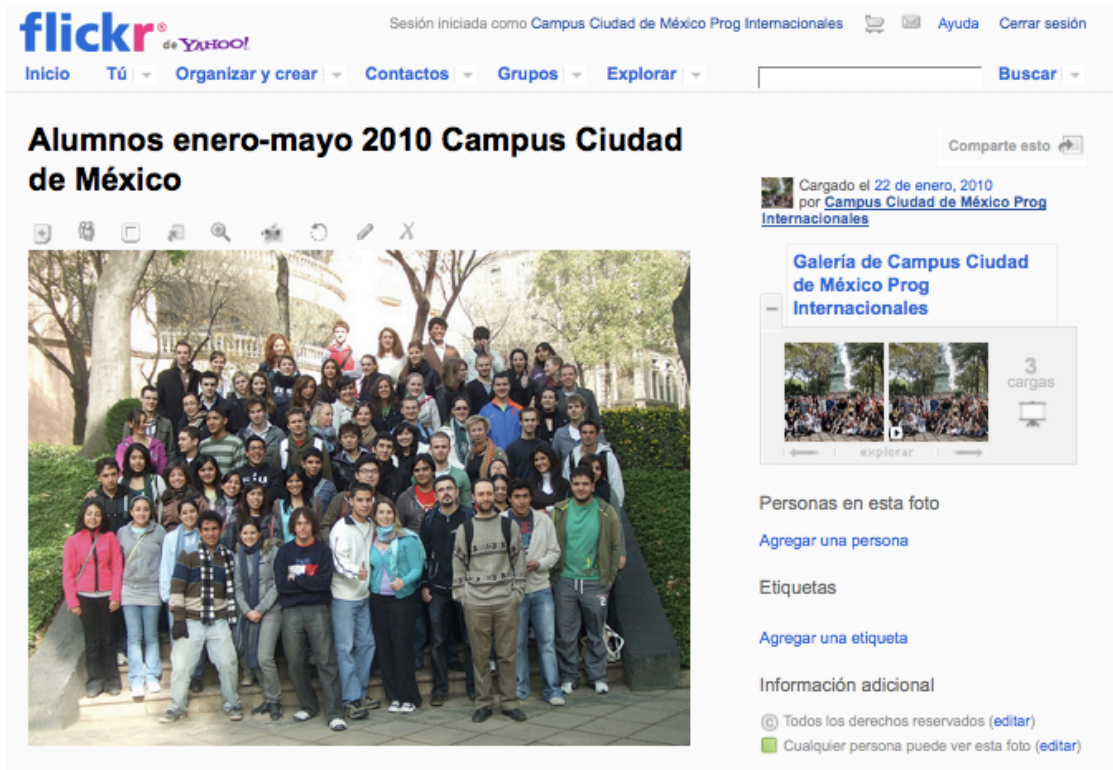 flickr® de YAHOO!
Sesión iniciada como Campus Ciudad de México Prog Internacionales Ayuda Cerrar sesión
Inicio Tú Organizar y crear Contactos Grupos Explorar Buscar
Alumnos enero-mayo 2010 Campus Ciudad
de México
Comparte esto
Cargado el 22 de enero, 2010
por Campus Ciudad de México Prog
Internacionales
Galería de Campus Ciudad
de México Prog
Internacionales
3
cargas
explorar
Personas en esta foto
Agregar una persona
Etiquetas
Agregar una etiqueta
Información adicional
© Todos los derechos reservados (editar)
Cualquier persona puede ver esta foto (editar)